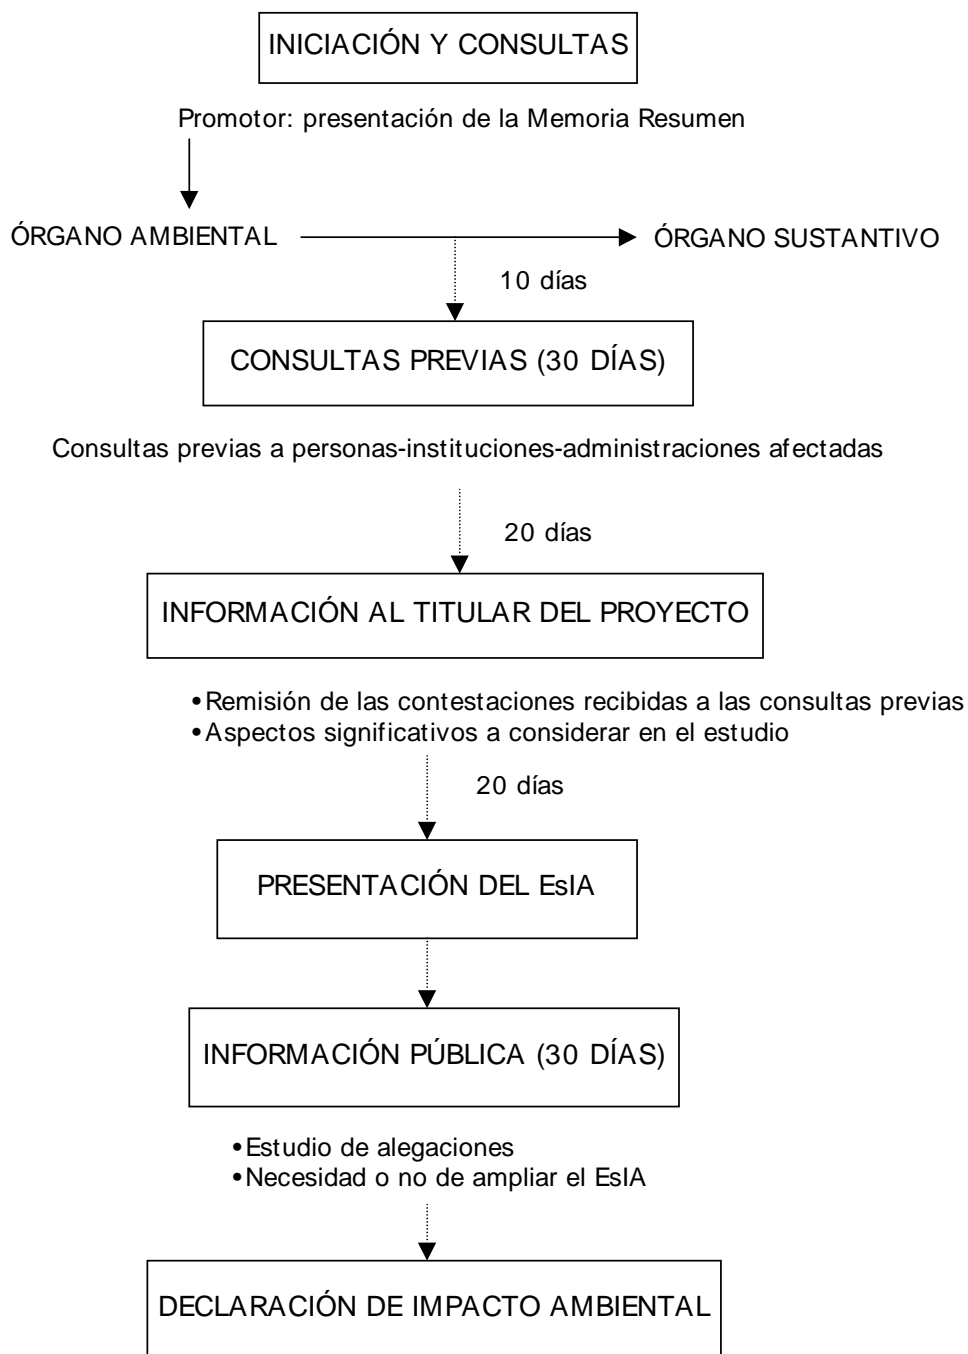 INICIACIÓN Y CONSULTAS
Promotor: presentación de la Memoria Resumen
ÓRGANO AMBIENTAL
ÓRGANO SUSTANTIVO
10 días
CONSULTAS PREVIAS (30 DÍAS)
Consultas previas a personas-instituciones-administraciones afectadas
20 días
INFORMACIÓN AL TITULAR DEL PROYECTO
•Remisión de las contestaciones recibidas a las consultas previas
•Aspectos significativos a considerar en el estudio
20 días
PRESENTACIÓN DEL EsIA
INFORMACIÓN PÚBLICA (30 DÍAS)
•Estudio de alegaciones
•Necesidad o no de ampliar el EsIA
DECLARACIÓN DE IMPACTO AMBIENTAL